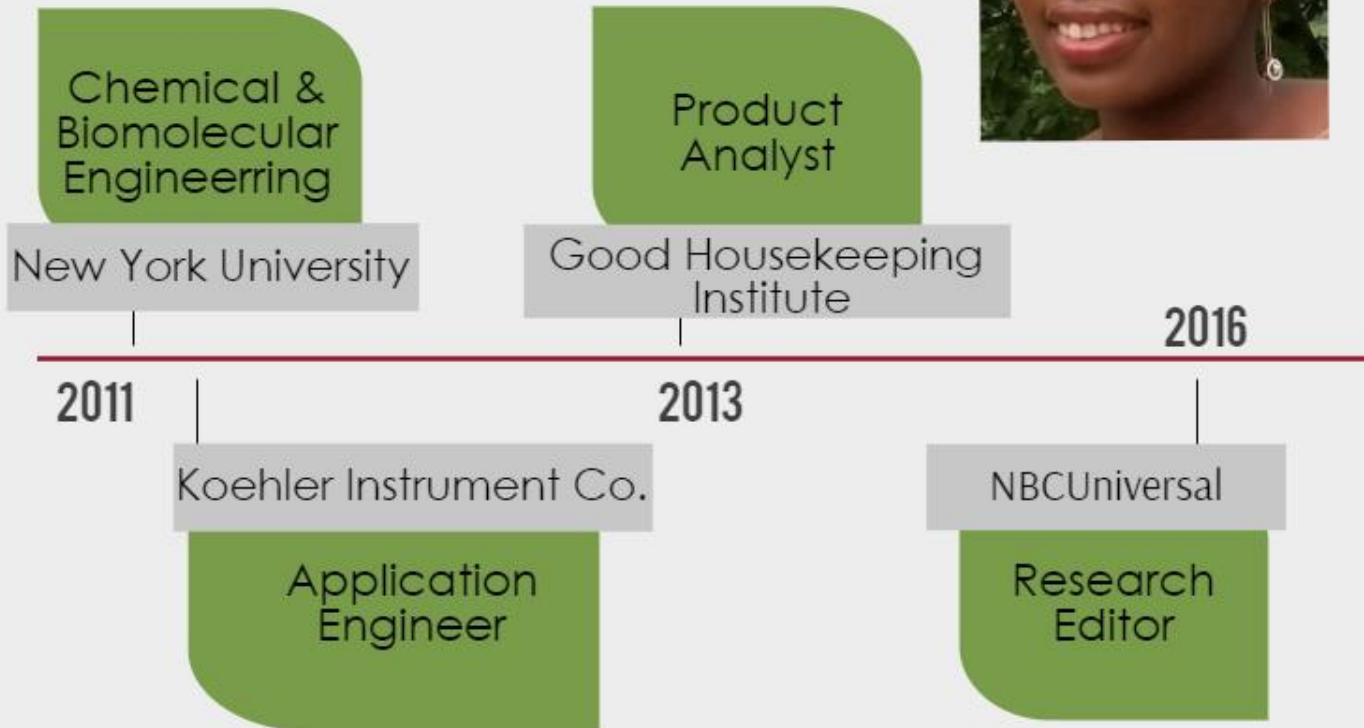 Chemical &
Biomolecular
Engineerring
New York University
Product
Analyst
Good Housekeeping
Institute
2016
2011
2013
Koehler Instrument Co.
Application
Engineer
NBCUniversal
Research
Editor